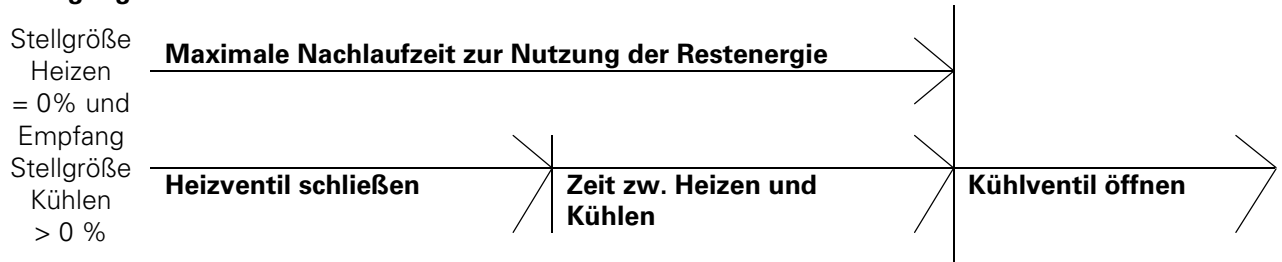 Stellgröße
Heizen
= 0% und
Empfang
Stellgröße
Kühlen
> 0 %
Maximale Nachlaufzeit zur Nutzung der Restenergie
Heizventil schließen
Zeit zw. Heizen und
Kühlen
Kühlventil öffnen